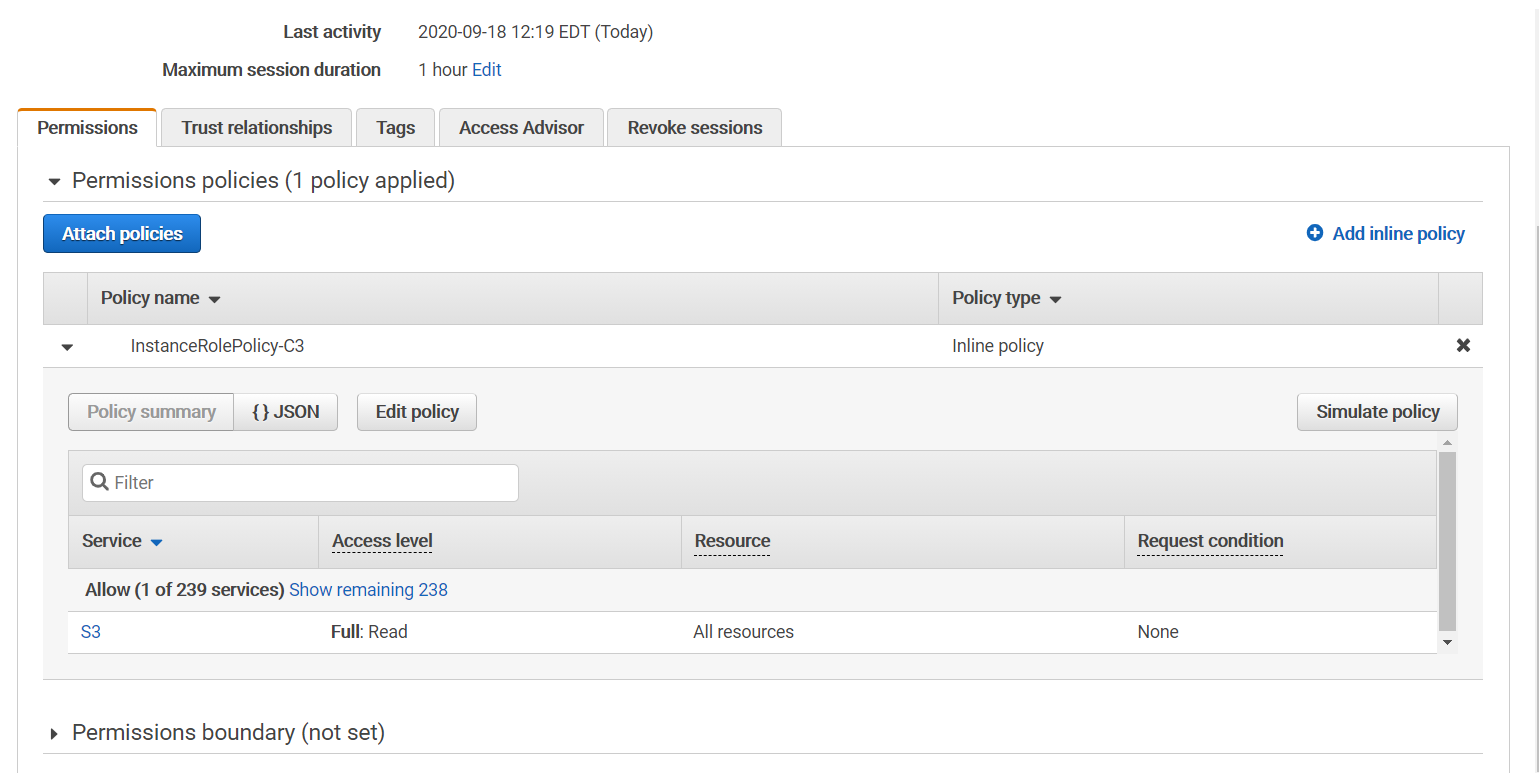 Last activity 2020-09-18 12:19 EDT (Today)
Maximum session duration 1 hour Edit
Permissions Trust relationships Tags Access Advisor Revoke sessions
Permissions policies (1 policy applied)
Attach policies Add inline policy
Policy name Policy type
InstanceRolePolicy-C3 Inline policy
Policy summary { } JSON Edit policy Simulate policy
Filter
Service Access level Resource Request condition
Allow (1 of 239 services) Show remaining 238
S3 Full: Read All resources None
Permissions boundary (not set)